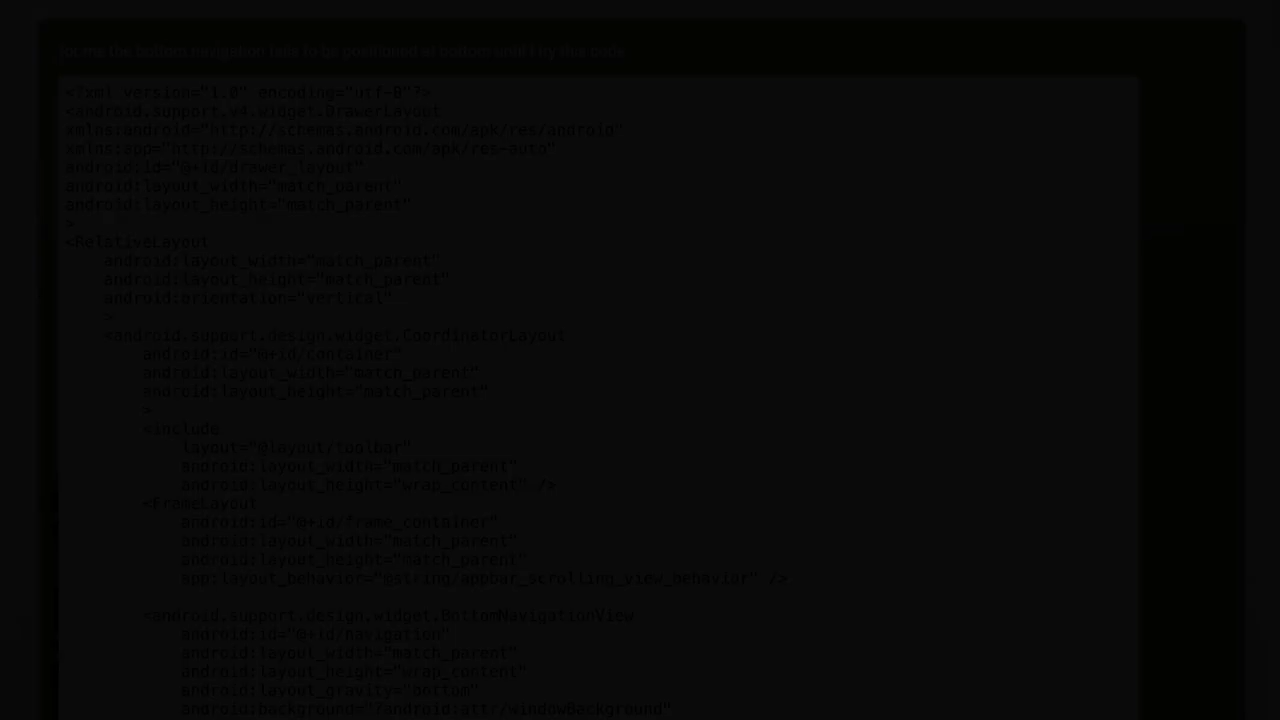 for me the bottom navigation fails to be positioned at bottom until i try this code
<?xml version="1.0" encoding="utf-8"?>
<android.support.v4.widget.DrawerLayout
xmlns:android="http://schemas.android.com/apk/res/android"
xmlns:app="http://schemas.android.com/apk/res-auto"
android:id="@+id/drawer_layout"
android:layout_width="match_parent"
android:layout_height="match_parent"
>
<RelativeLayout
    android:layout_width="match_parent"
    android:layout_height="match_parent"
    android:orientation="vertical"
    >
    <android.support.design.widget.CoordinatorLayout
        android:id="@+id/container"
        android:layout_width="match_parent"
        android:layout_height="match_parent"
        >
        <include
            layout="@layout/toolbar"
            android:layout_width="match_parent"
            android:layout_height="wrap_content" />
        <FrameLayout
            android:id="@+id/frame_container"
            android:layout_width="match_parent"
            android:layout_height="match_parent"
            app:layout_behavior="@string/appbar_scrolling_view_behavior" />
        <android.support.design.widget.BottomNavigationView
            android:id="@+id/navigation"
            android:layout_width="match_parent"
            android:layout_height="wrap_content"
            android:layout_gravity="bottom"
            android:background="?android:attr/windowBackground"